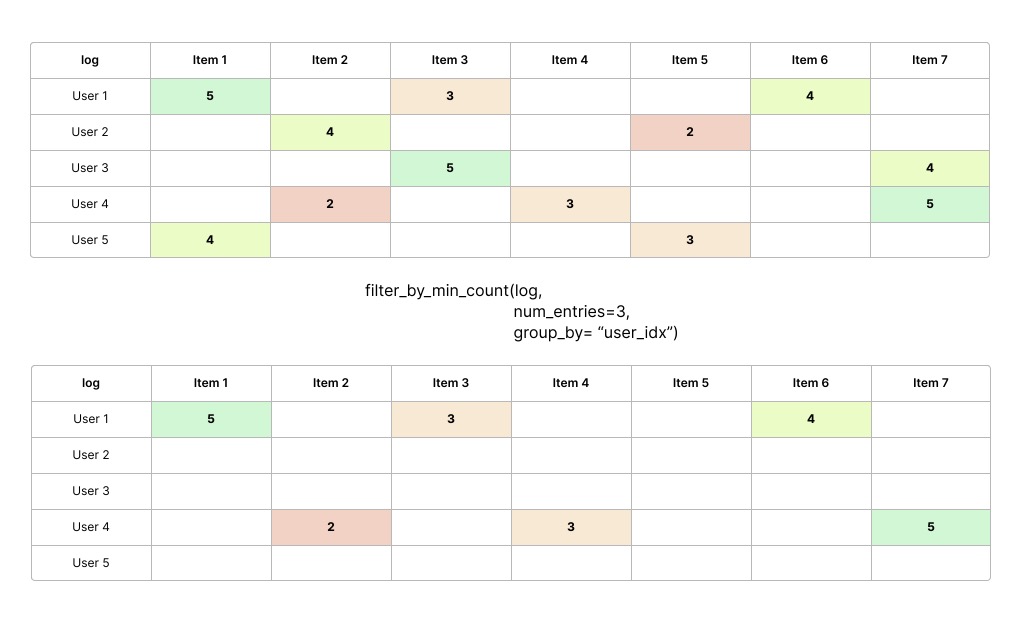 log Item 1 Item 2 Item 3 Item 4 Item 5 Item 6 Item 7
User 1 5 3 4
User 2 4 2
User 3 5 4
User 4 2 3 5
User 5 4 3
filter_by_min_count(log,
num_entries=3,
group_by= “user_idx”)
log Item 1 Item 2 Item 3 Item 4 Item 5 Item 6 Item 7
User 1 5 3 4
User 2
User 3
User 4 2 3 5
User 5